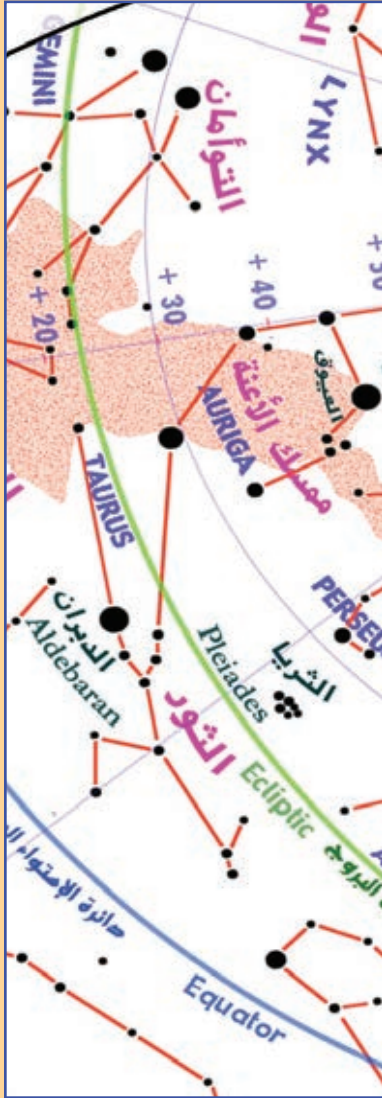 GEMINI
التوأمان
LYNX
+ 20
+ 30
+ 40
العيوق
AURIGA
ممسك الأعنة
TAURUS
الدبران
Aldebaran
Pleiades
الثريا
الثور
Ecliptic
البروج
دائرة الإستواء
Equator